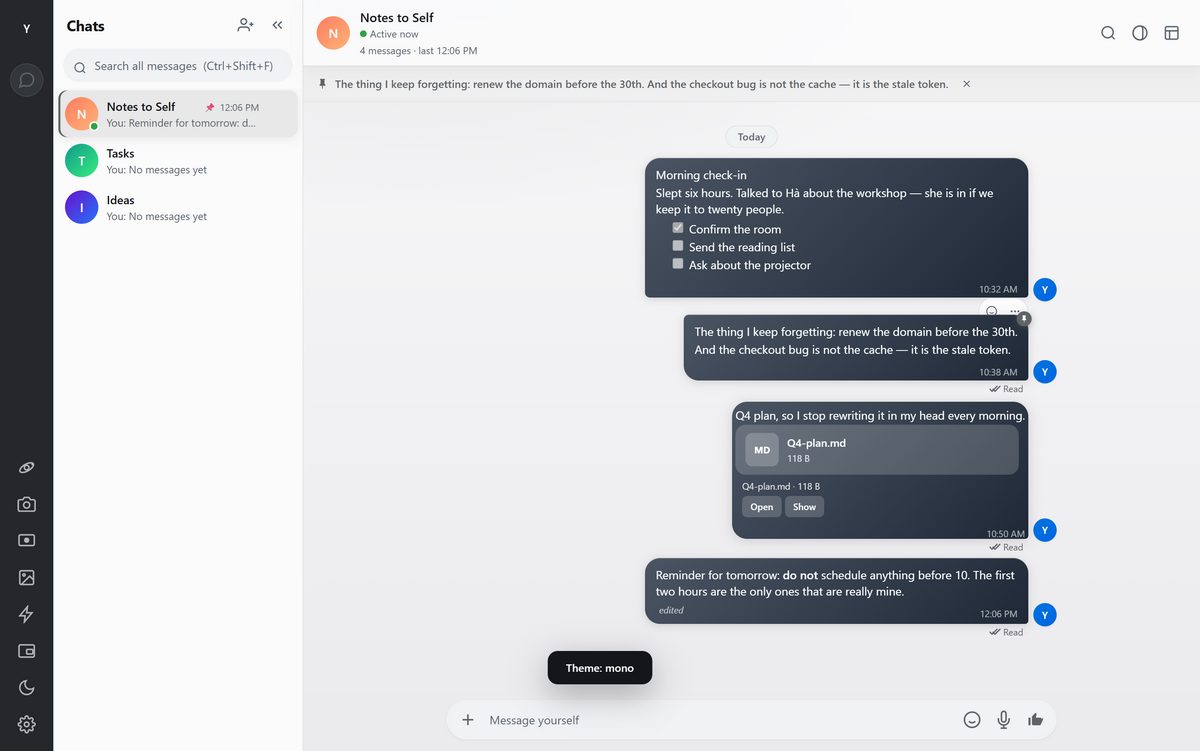 Y
Chats
Search all messages (Ctrl+Shift+F)
N
Notes to Self
12:06 PM
You: Reminder for tomorrow: d...
T
Tasks
You: No messages yet
I
Ideas
You: No messages yet
N
Notes to Self
Active now
4 messages · last 12:06 PM
The thing I keep forgetting: renew the domain before the 30th. And the checkout bug is not the cache — it is the stale token.
Today
Morning check-in
Slept six hours. Talked to Hà about the workshop — she is in if we
keep it to twenty people.
Confirm the room
Send the reading list
Ask about the projector
10:32 AM
Y
The thing I keep forgetting: renew the domain before the 30th.
And the checkout bug is not the cache — it is the stale token.
10:38 AM
Y
Read
Q4 plan, so I stop rewriting it in my head every morning.
MD
Q4-plan.md
118 B
Q4-plan.md · 118 B
Open
Show
10:50 AM
Y
Read
Reminder for tomorrow: do not schedule anything before 10. The first
two hours are the only ones that are really mine.
edited
12:06 PM
Y
Read
Theme: mono
Message yourself